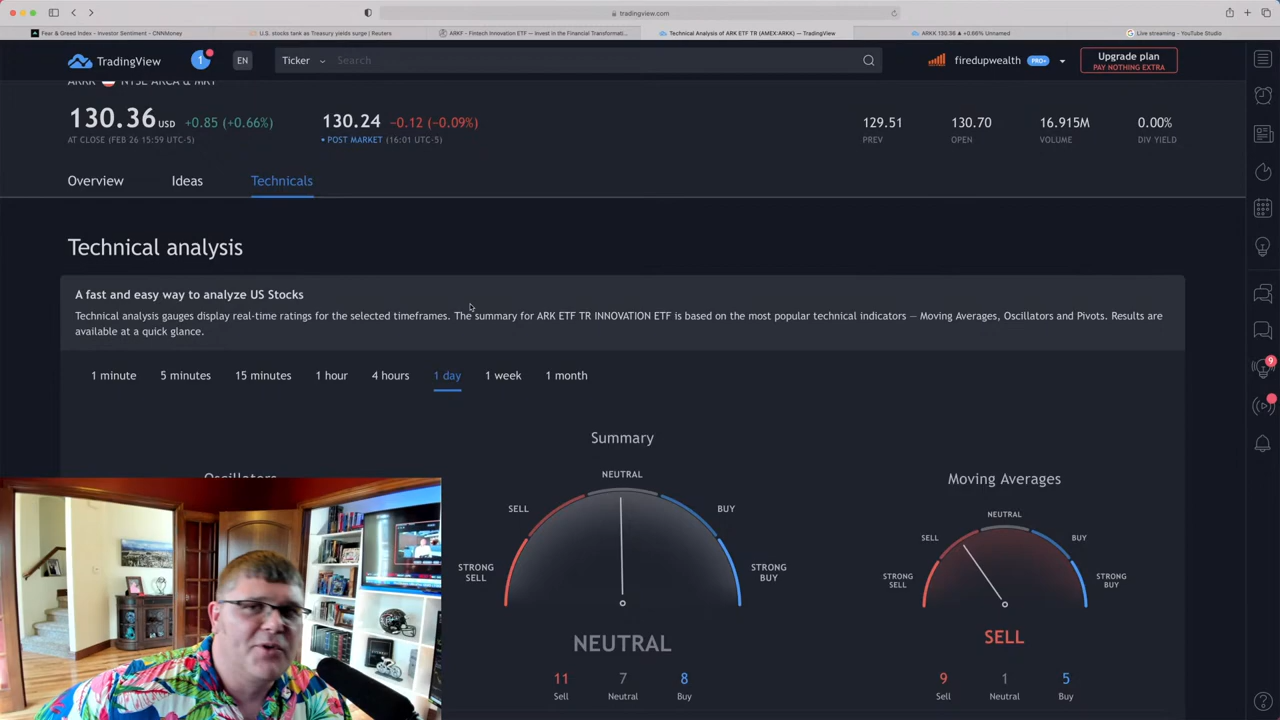 tradingview.com
Fear & Greed Index - Investor Sentiment - CNNMoney
U.S. stocks tank as Treasury yields surge | Reuters
ARKF - Fintech Innovation ETF — Invest in the Financial Transformati...
Technical Analysis of ARK ETF TR (AMEX:ARKK) — TradingView
ARKK 130.36 ▲ +0.66% Unnamed
Live streaming - YouTube Studio
TradingView
1
EN
Ticker
Search
firedupwealth
PRO+
Upgrade plan
PAY NOTHING EXTRA
130.36 USD +0.85 (+0.66%)
AT CLOSE (FEB 26 15:59 UTC-5)
130.24 −0.12 (−0.09%)
• POST MARKET (16:01 UTC-5)
129.51
PREV
130.70
OPEN
16.915M
VOLUME
0.00%
DIV YIELD
Overview
Ideas
Technicals
9
Technical analysis
A fast and easy way to analyze US Stocks
Technical analysis gauges display real-time ratings for the selected timeframes. The summary for ARK ETF TR INNOVATION ETF is based on the most popular technical indicators — Moving Averages, Oscillators and Pivots. Results are
available at a quick glance.
1 minute
5 minutes
15 minutes
1 hour
4 hours
1 day
1 week
1 month
Summary
NEUTRAL
SELL
BUY
STRONG
SELL
STRONG
BUY
NEUTRAL
11
Sell
7
Neutral
8
Buy
Moving Averages
NEUTRAL
SELL
BUY
STRONG
SELL
STRONG
BUY
SELL
9
Sell
1
Neutral
5
Buy